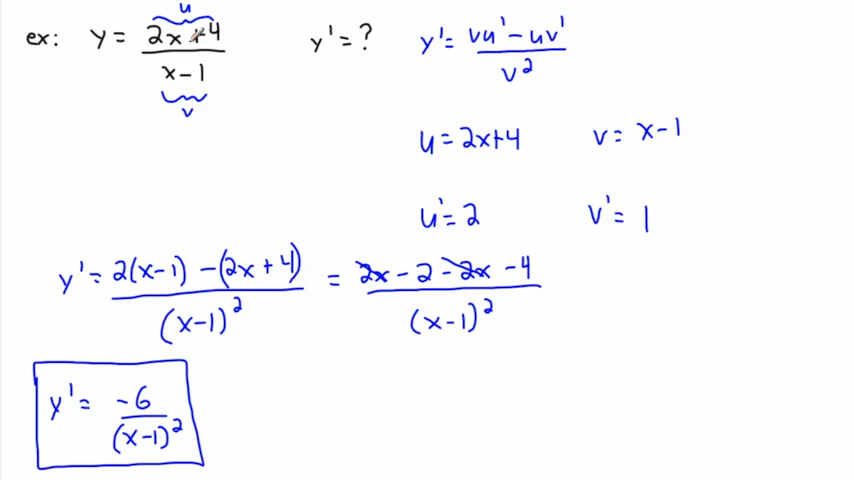 u
ex: y = (2x+4)/(x-1) y' = ? y' = (vu' - uv')/v²
v
u = 2x+4 v = x-1
u' = 2 v' = 1
y' = (2(x-1) - (2x+4))/(x-1)² = (2x - 2 - 2x - 4)/(x-1)²
y' = -6/(x-1)²